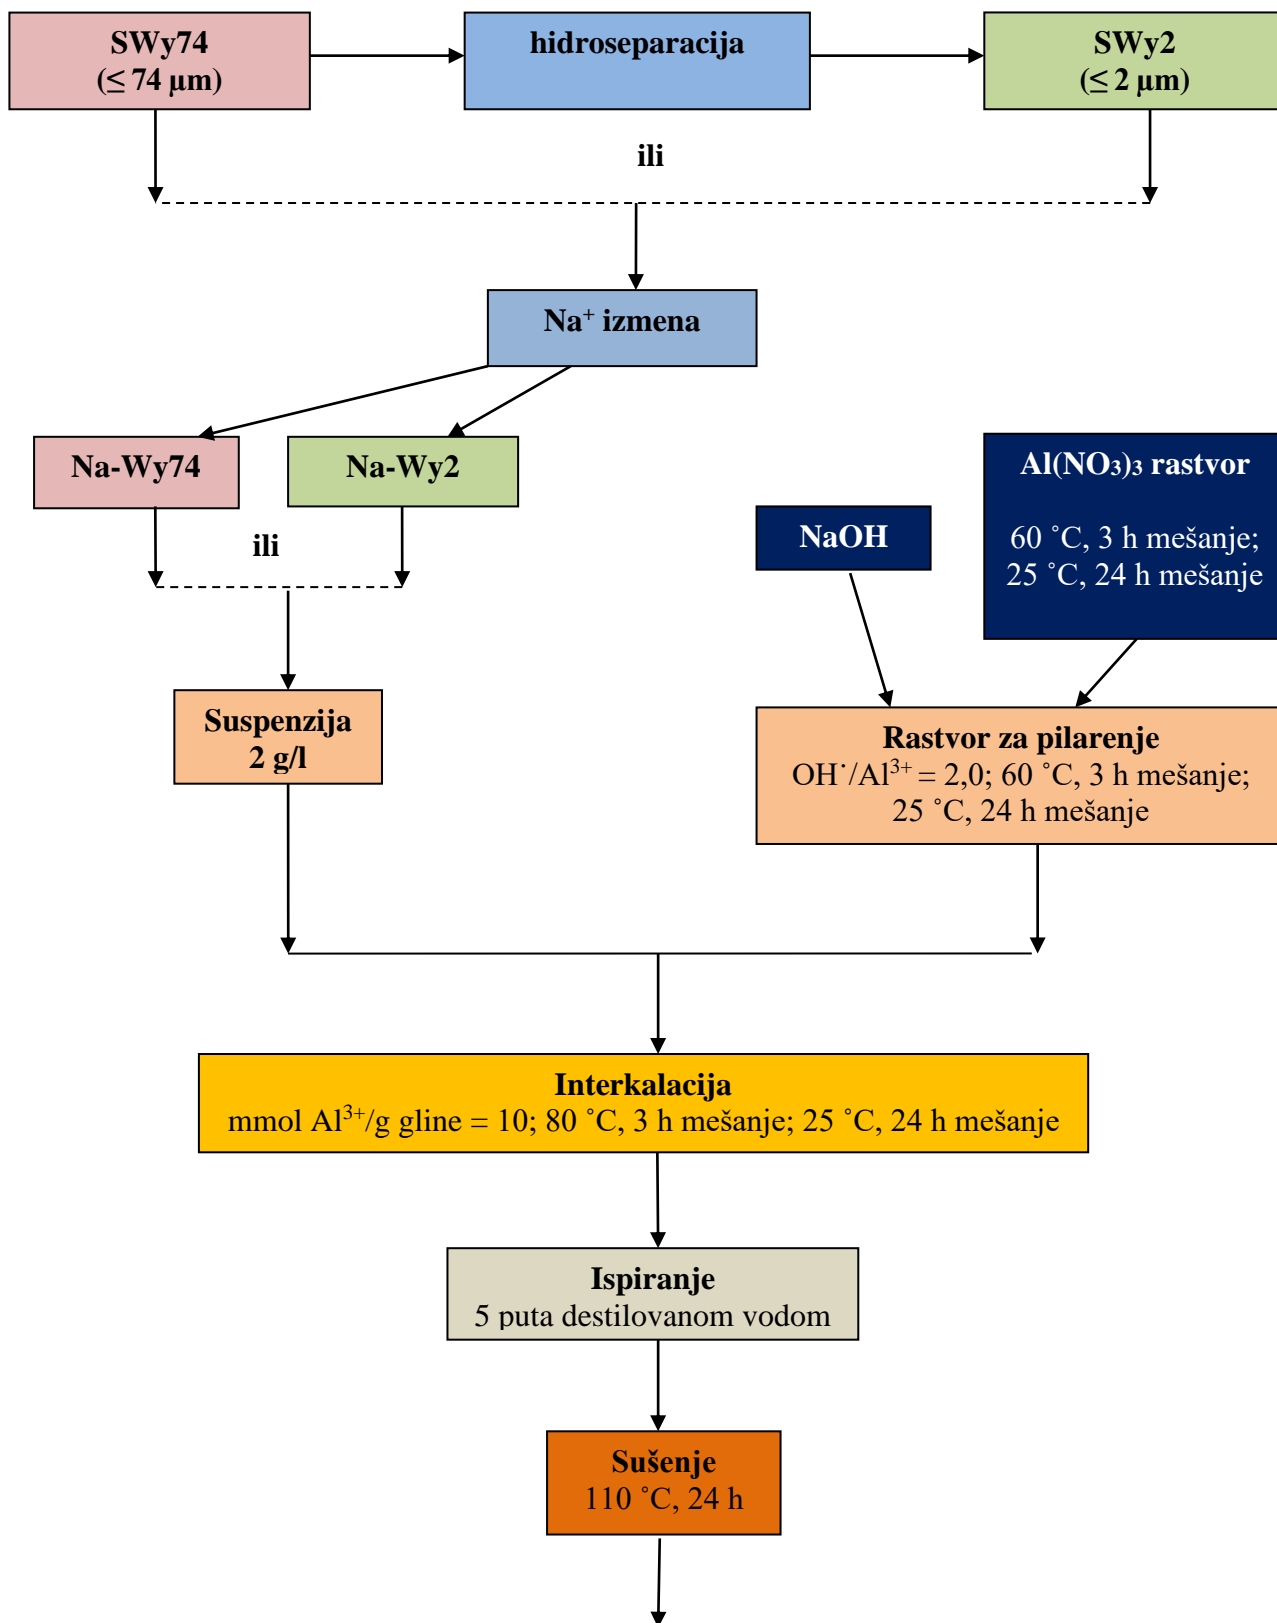 SWy74
(≤ 74 μm)
hidroseparacija
SWy2
(≤ 2 μm)
ili
Na⁺ izmena
Na-Wy74
Na-Wy2
ili
NaOH
Al(NO₃)₃ rastvor
60 ˚C, 3 h mešanje;
25 ˚C, 24 h mešanje
Suspenzija
2 g/l
Rastvor za pilarenje
OH˙/Al³⁺ = 2,0; 60 ˚C, 3 h mešanje;
25 ˚C, 24 h mešanje
Interkalacija
mmol Al³⁺/g gline = 10; 80 ˚C, 3 h mešanje; 25 ˚C, 24 h mešanje
Ispiranje
5 puta destilovanom vodom
Sušenje
110 ˚C, 24 h